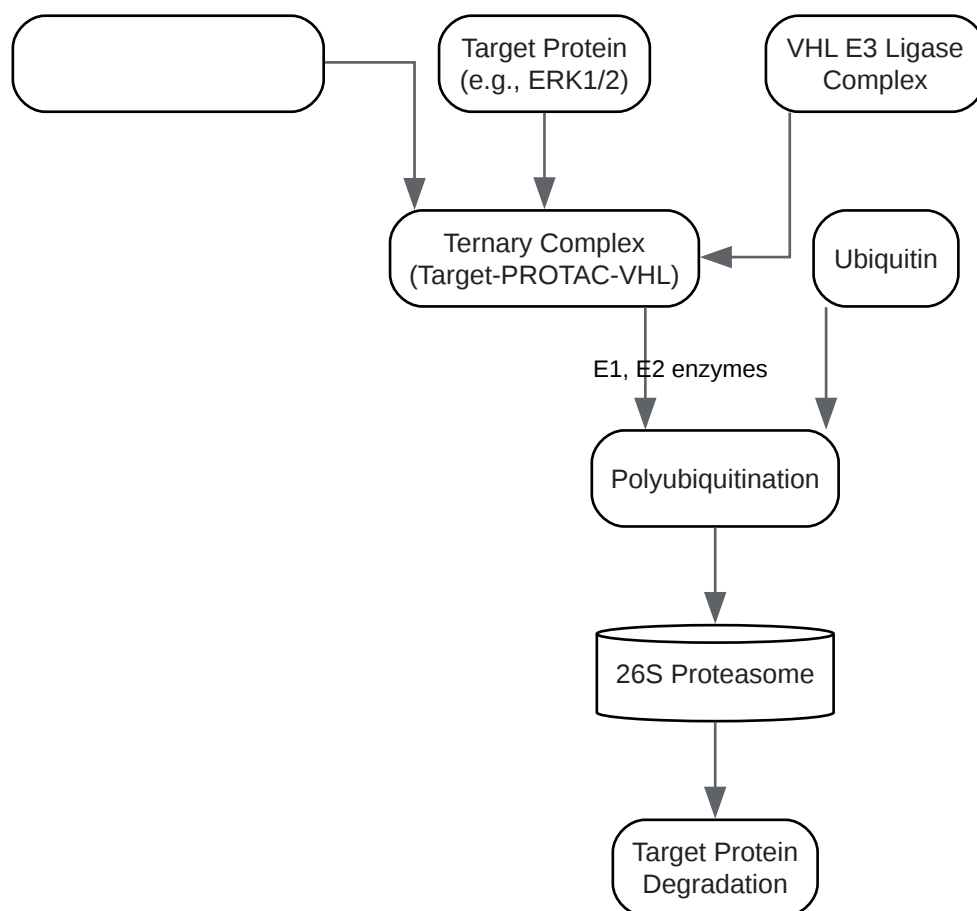 Target Protein
(e.g., ERK1/2)
VHL E3 Ligase
Complex
Ternary Complex
(Target-PROTAC-VHL)
Ubiquitin
E1, E2 enzymes
Polyubiquitination
26S Proteasome
Target Protein
Degradation